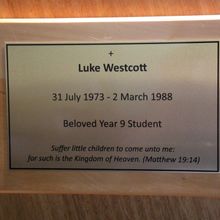 +
Luke Westcott
31 July 1973 - 2 March 1988
Beloved Year 9 Student
Suffer little children to come unto me:
for such is the Kingdom of Heaven. (Matthew 19:14)